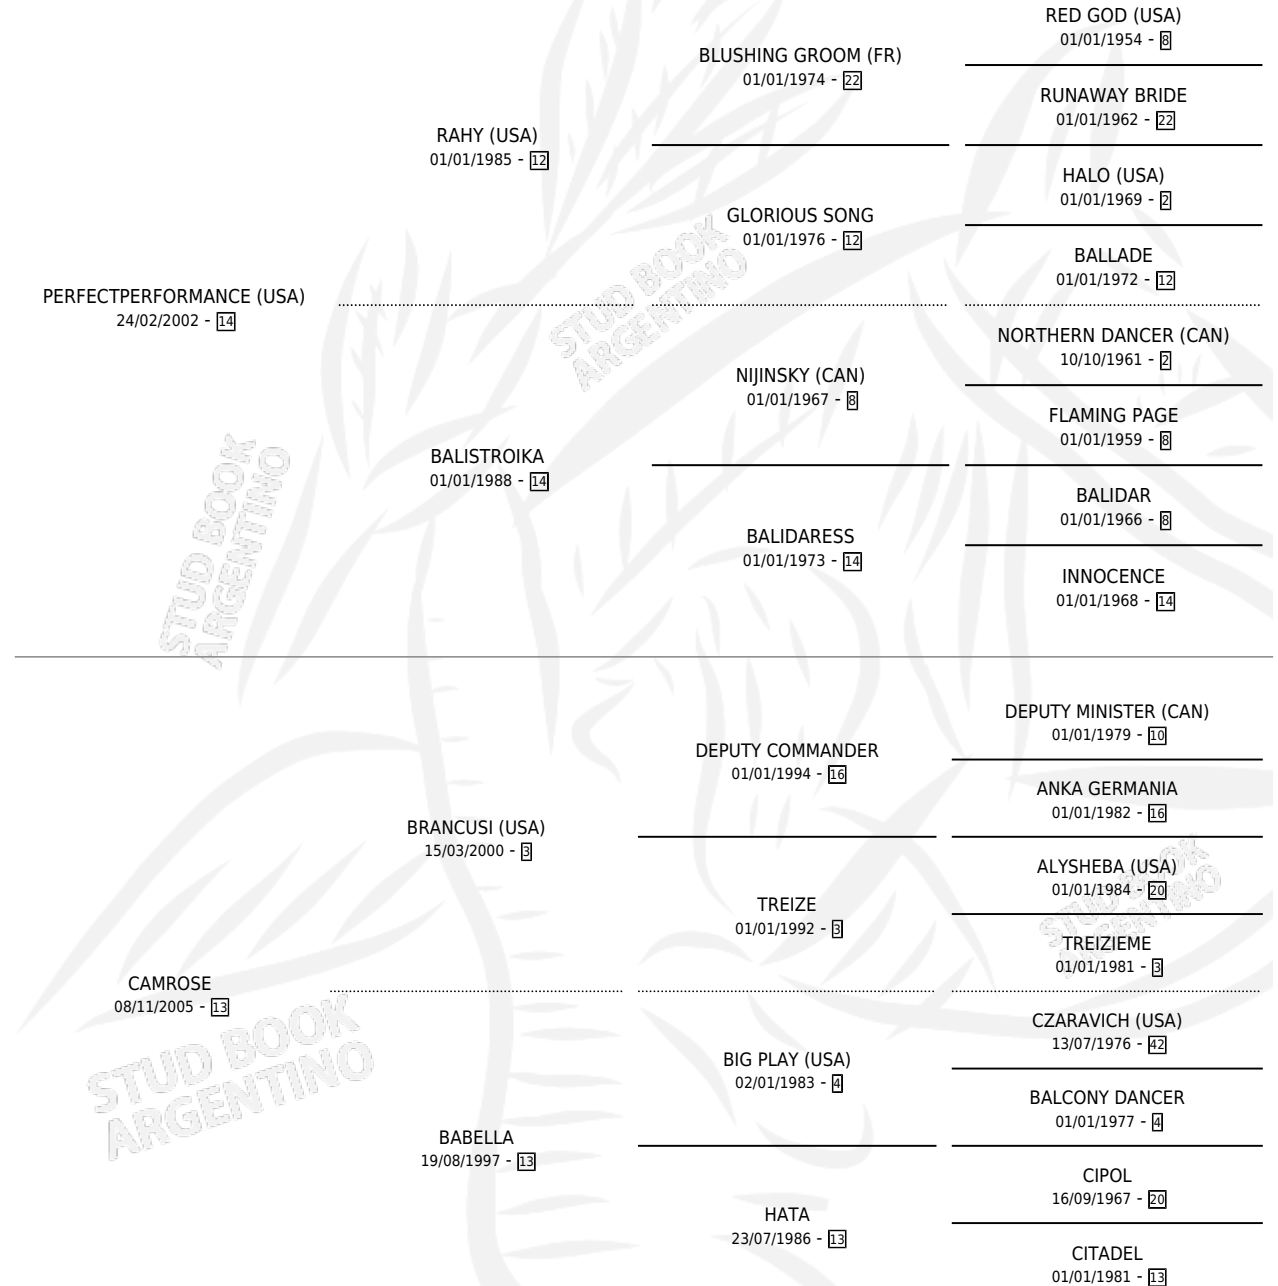 RED GOD (USA)
01/01/1954 - 8
BLUSHING GROOM (FR)
01/01/1974 - 22
RUNAWAY BRIDE
01/01/1962 - 22
RAHY (USA)
01/01/1985 - 12
HALO (USA)
01/01/1969 - 2
GLORIOUS SONG
01/01/1976 - 12
BALLADE
01/01/1972 - 12
PERFECTPERFORMANCE (USA)
24/02/2002 - 14
NORTHERN DANCER (CAN)
10/10/1961 - 2
NIJINSKY (CAN)
01/01/1967 - 8
FLAMING PAGE
01/01/1959 - 8
BALISTROIKA
01/01/1988 - 14
BALIDAR
01/01/1966 - 8
BALIDARESS
01/01/1973 - 14
INNOCENCE
01/01/1968 - 14
DEPUTY MINISTER (CAN)
01/01/1979 - 10
DEPUTY COMMANDER
01/01/1994 - 16
ANKA GERMANIA
01/01/1982 - 16
BRANCUSI (USA)
15/03/2000 - 3
ALYSHEBA (USA)
01/01/1984 - 20
TREIZE
01/01/1992 - 3
TREIZIEME
01/01/1981 - 3
CAMROSE
08/11/2005 - 13
CZARAVICH (USA)
13/07/1976 - 42
BIG PLAY (USA)
02/01/1983 - 4
BALCONY DANCER
01/01/1977 - 4
BABELLA
19/08/1997 - 13
CIPOL
16/09/1967 - 20
HATA
23/07/1986 - 13
CITADEL
01/01/1981 - 13
STUD BOOK
ARGENTINO
STUD BOOK
ARGENTINO
STUD BOOK
ARGENTINO
STUD BOOK
ARGENTINO